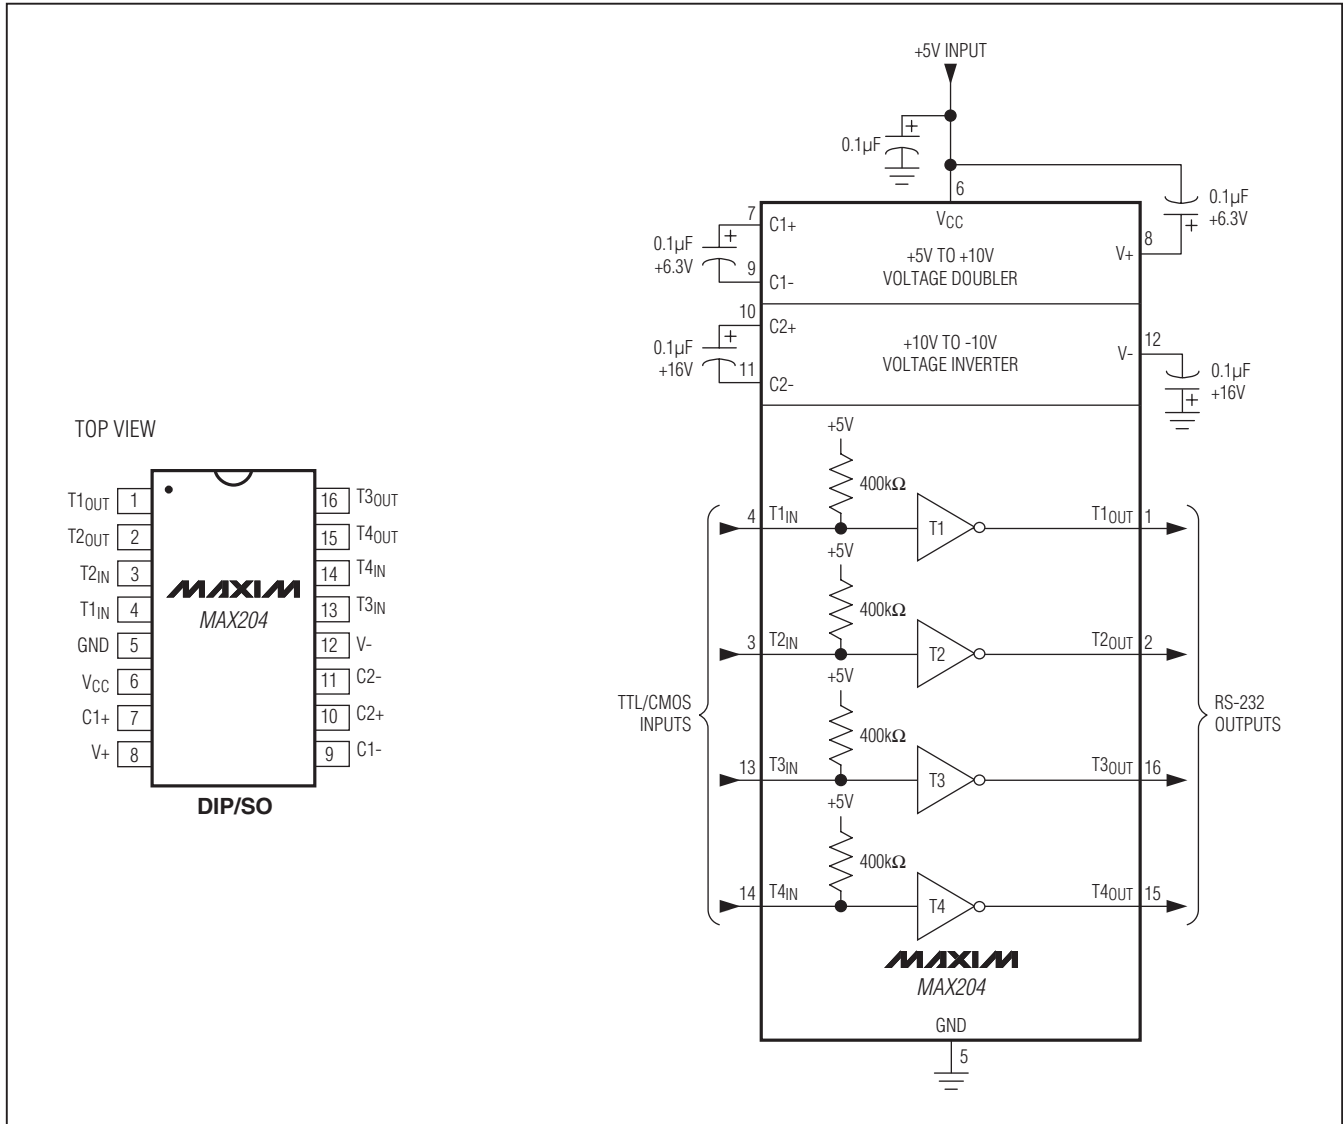 TOP VIEW
T1OUT 1
T2OUT 2
T2IN 3
T1IN 4
GND 5
VCC 6
C1+ 7
V+ 8
16 T3OUT
15 T4OUT
14 T4IN
13 T3IN
12 V-
11 C2-
10 C2+
9 C1-
MAXIM
MAX204
DIP/SO
+5V INPUT
0.1µF
+
6
VCC
0.1µF
+6.3V
+
8
V+
7
C1+
0.1µF
+6.3V
+
9
C1-
+5V TO +10V
VOLTAGE DOUBLER
10
C2+
0.1µF
+16V
+
11
C2-
+10V TO -10V
VOLTAGE INVERTER
12
V-
0.1µF
+16V
+
+5V
400kΩ
4 T1IN
T1
T1OUT 1
+5V
400kΩ
3 T2IN
T2
T2OUT 2
TTL/CMOS
INPUTS
RS-232
OUTPUTS
+5V
400kΩ
13 T3IN
T3
T3OUT 16
+5V
400kΩ
14 T4IN
T4
T4OUT 15
MAXIM
MAX204
GND
5